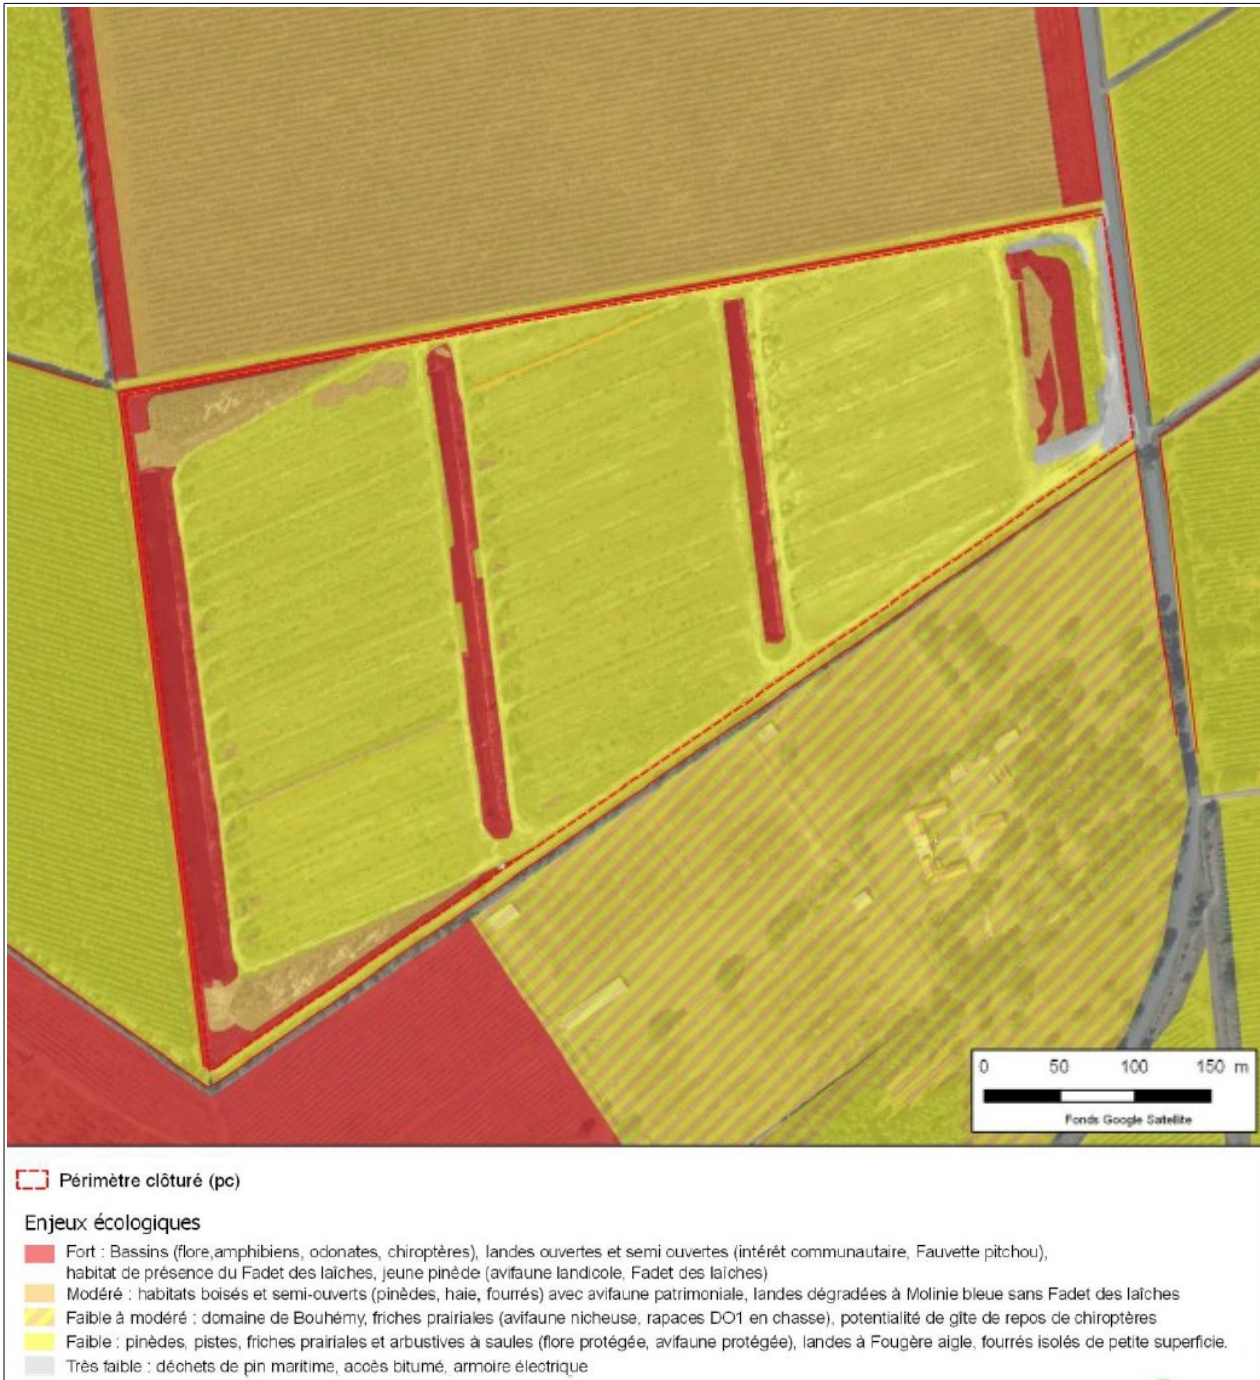 0 50 100 150 m
Fonds Google Satellite
Périmètre clôturé (pc)
Enjeux écologiques
Fort : Bassins (flore,amphibiens, odonates, chiroptères), landes ouvertes et semi ouvertes (intérêt communautaire, Fauvette pitchou),
habitat de présence du Fadet des laîches, jeune pinède (avifaune landicole, Fadet des laîches)
Modéré : habitats boisés et semi-ouverts (pinèdes, haie, fourrés) avec avifaune patrimoniale, landes dégradées à Molinie bleue sans Fadet des laîches
Faible à modéré : domaine de Bouhémy, friches prairiales (avifaune nicheuse, rapaces DO1 en chasse), potentialité de gîte de repos de chiroptères
Faible : pinèdes, pistes, friches prairiales et arbustives à saules (flore protégée, avifaune protégée), landes à Fougère aigle, fourrés isolés de petite superficie.
Très faible : déchets de pin maritime, accès bitumé, armoire électrique